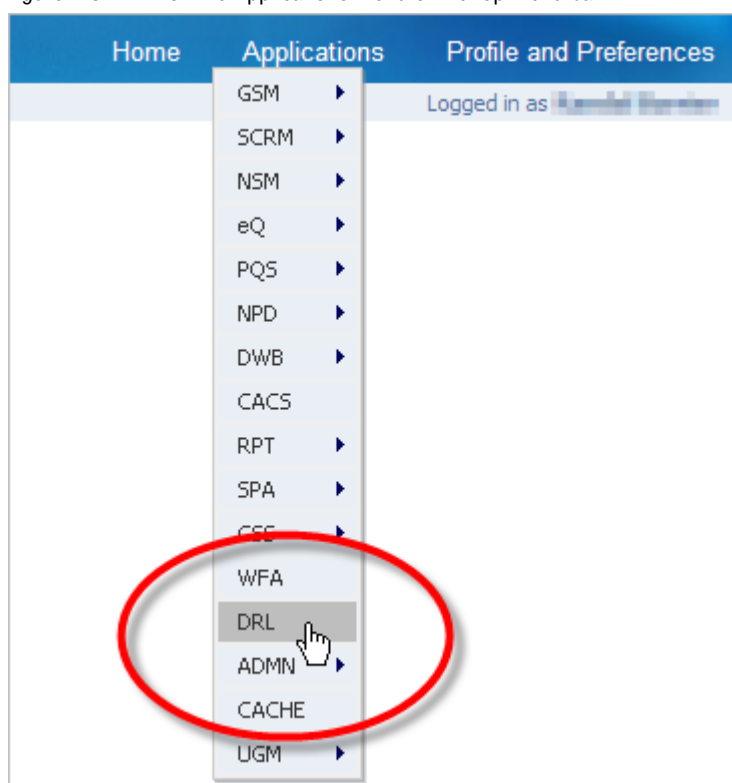 Home Applications Profile and Preferences
GSM
Logged in as
SCRM
NSM
eQ
PQS
NPD
DWB
CACS
RPT
SPA
CSS
WFA
DRL
ADMN
CACHE
UGM